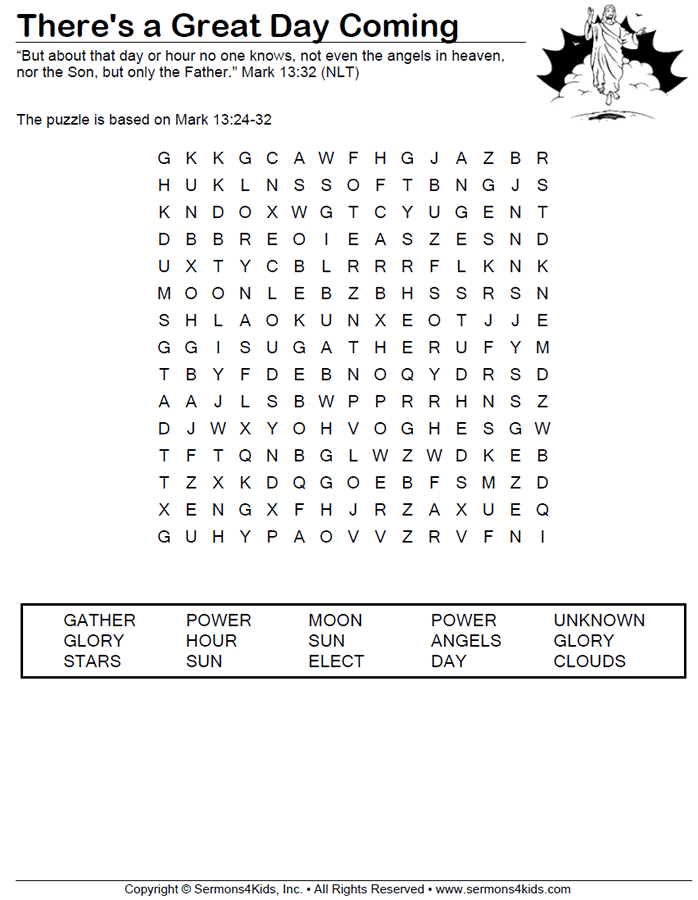 There's a Great Day Coming
“But about that day or hour no one knows, not even the angels in heaven,
nor the Son, but only the Father." Mark 13:32 (NLT)
The puzzle is based on Mark 13:24-32
G K K G C A W F H G J A Z B R
H U K L N S S O F T B N G J S
K N D O X W G T C Y U G E N T
D B B R E O I E A S Z E S N D
U X T Y C B L R R R F L K N K
M O O N L E B Z B H S S R S N
S H L A O K U N X E O T J J E
G G I S U G A T H E R U F Y M
T B Y F D E B N O Q Y D R S D
A A J L S B W P P R R H N S Z
D J W X Y O H V O G H E S G W
T F T Q N B G L W Z W D K E B
T Z X K D Q G O E B F S M Z D
X E N G X F H J R Z A X U E Q
G U H Y P A O V V Z R V F N I
GATHER POWER MOON POWER UNKNOWN
GLORY HOUR SUN ANGELS GLORY
STARS SUN ELECT DAY CLOUDS
Copyright © Sermons4Kids, Inc. • All Rights Reserved • www.sermons4kids.com